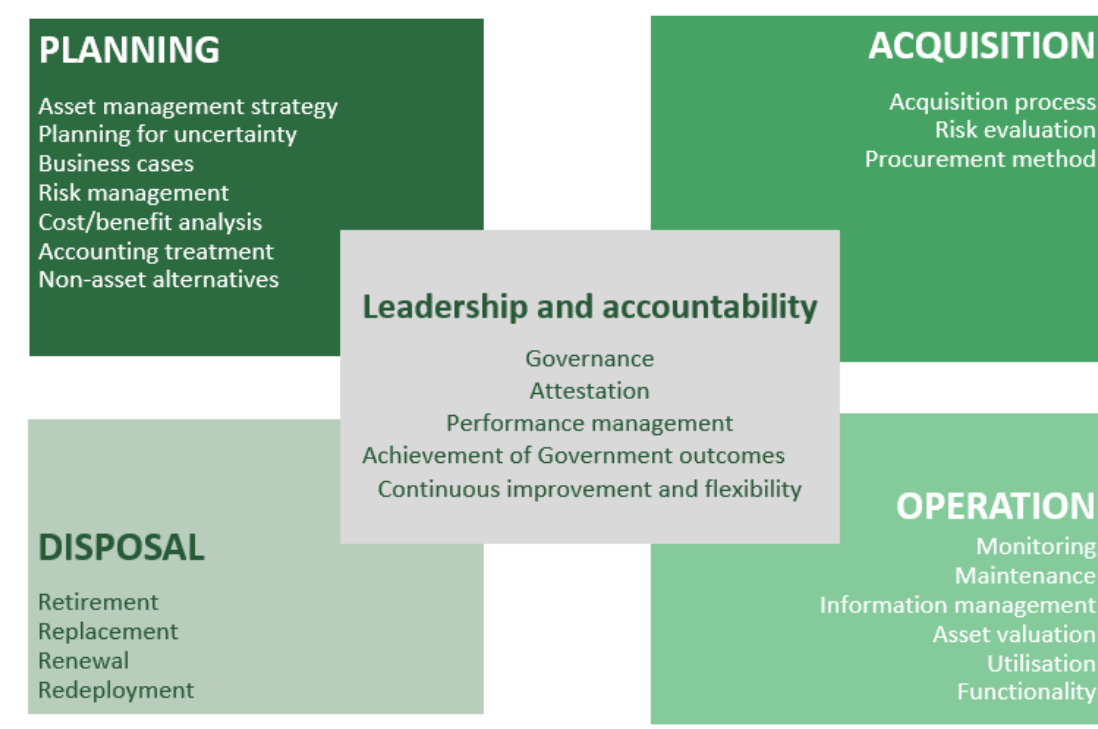 PLANNING
Asset management strategy
Planning for uncertainty
Business cases
Risk management
Cost/benefit analysis
Accounting treatment
Non-asset alternatives
ACQUISITION
Acquisition process
Risk evaluation
Procurement method
Leadership and accountability
Governance
Attestation
Performance management
Achievement of Government outcomes
Continuous improvement and flexibility
DISPOSAL
Retirement
Replacement
Renewal
Redeployment
OPERATION
Monitoring
Maintenance
Information management
Asset valuation
Utilisation
Functionality